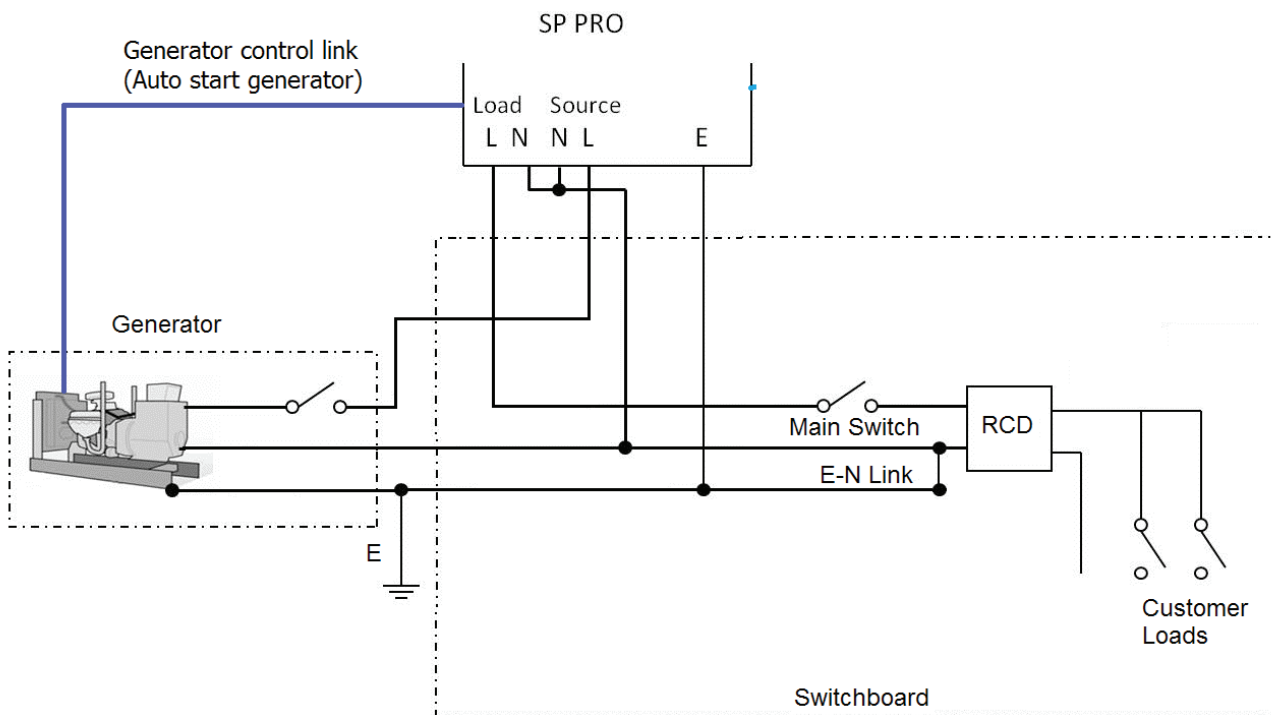 SP PRO
Generator control link
(Auto start generator)
Load Source
L N N L E
Generator
Main Switch
RCD
E-N Link
E
Customer
Loads
Switchboard